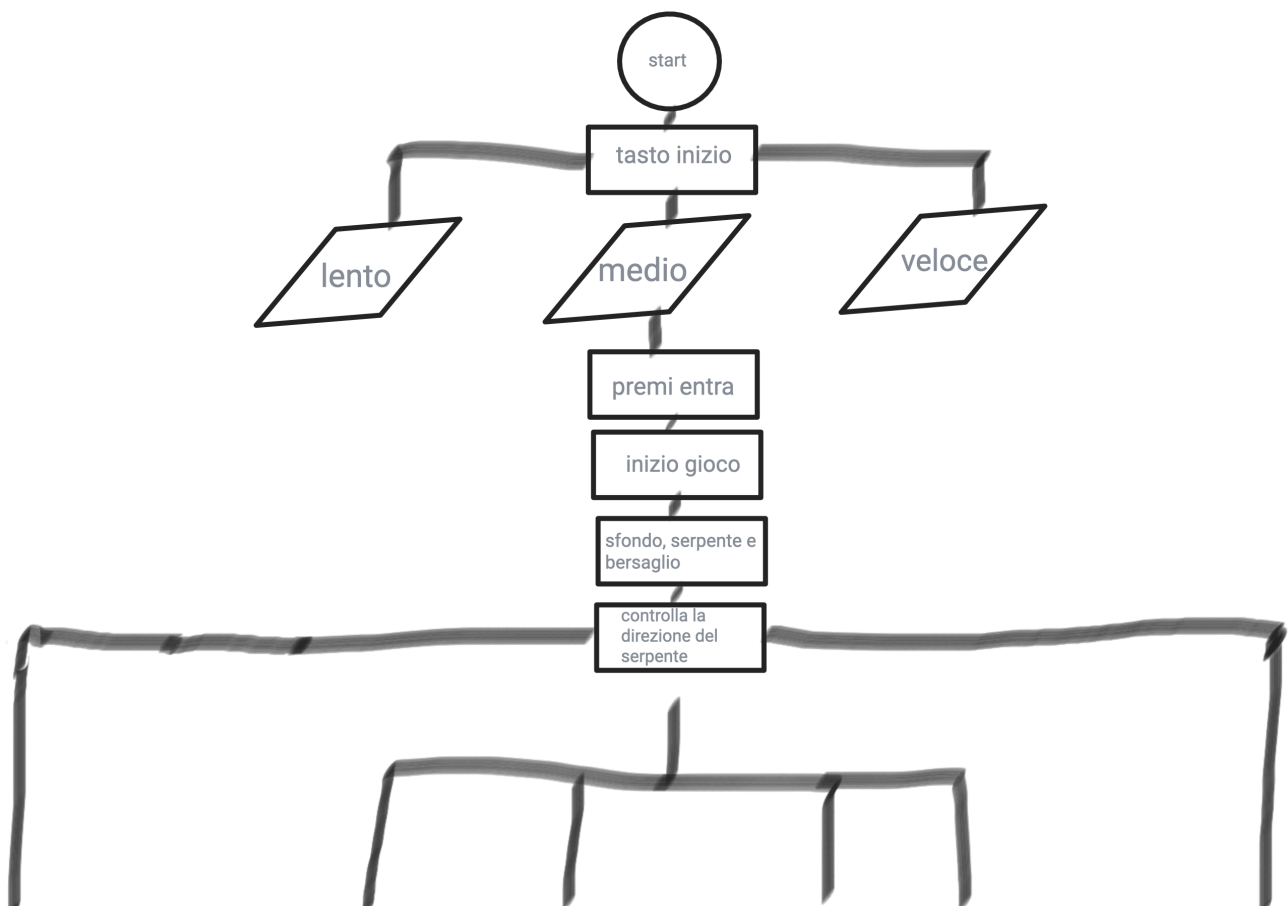 start
tasto inizio
lento
medio
veloce
premi entra
inizio gioco
sfondo, serpente e
bersaglio
controlla la
direzione del
serpente